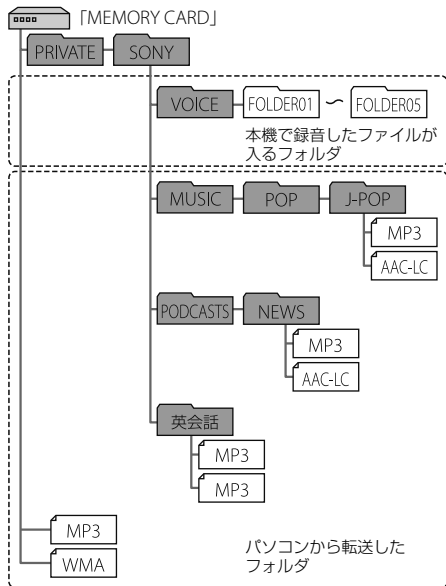 「MEMORY CARD」
PRIVATE SONY
VOICE FOLDER01 〜 FOLDER05
本機で録音したファイルが
入るフォルダ
MUSIC POP J-POP
MP3
AAC-LC
PODCASTS NEWS
MP3
AAC-LC
英会話
MP3
MP3
MP3
WMA
パソコンから転送した
フォルダ